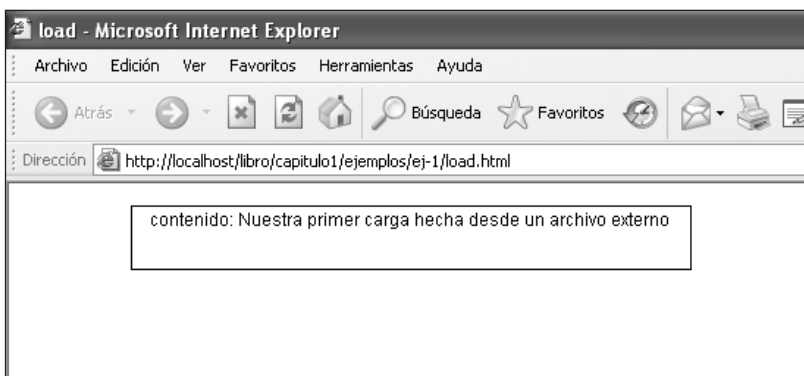 load - Microsoft Internet Explorer
Archivo Edición Ver Favoritos Herramientas Ayuda
Atrás Búsqueda Favoritos
Dirección http://localhost/libro/capitulo1/ejemplos/ej-1/load.html
contenido: Nuestra primer carga hecha desde un archivo externo